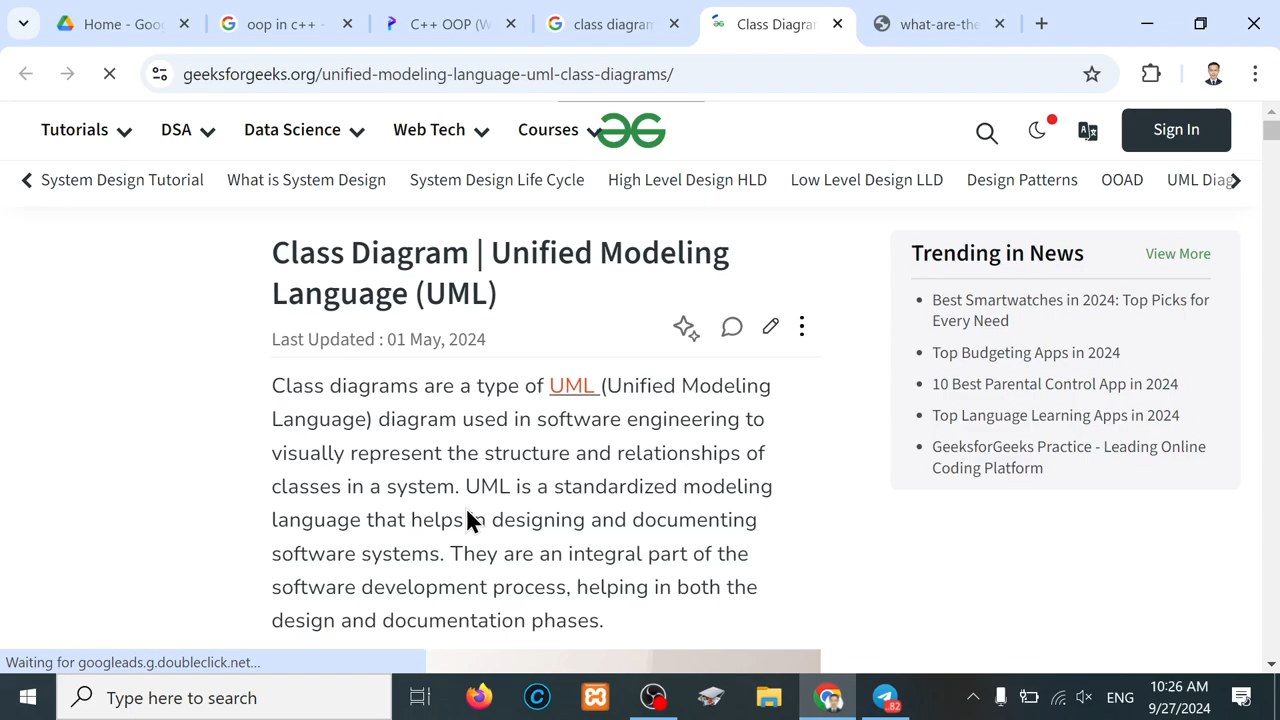 Home - Goo
oop in c++ -
C++ OOP (W
class diagram
Class Diagran
what-are-the
geeksforgeeks.org/unified-modeling-language-uml-class-diagrams/
Tutorials DSA Data Science Web Tech Courses Sign In
System Design Tutorial What is System Design System Design Life Cycle High Level Design HLD Low Level Design LLD Design Patterns OOAD UML Diag
Class Diagram | Unified Modeling
Language (UML)
Last Updated : 01 May, 2024
Class diagrams are a type of UML (Unified Modeling
Language) diagram used in software engineering to
visually represent the structure and relationships of
classes in a system. UML is a standardized modeling
language that helps in designing and documenting
software systems. They are an integral part of the
software development process, helping in both the
design and documentation phases.
Trending in News View More
Best Smartwatches in 2024: Top Picks for
Every Need
Top Budgeting Apps in 2024
10 Best Parental Control App in 2024
Top Language Learning Apps in 2024
GeeksforGeeks Practice - Leading Online
Coding Platform
Waiting for googleads.g.doubleclick.net...
Type here to search
82
ENG
10:26 AM
9/27/2024